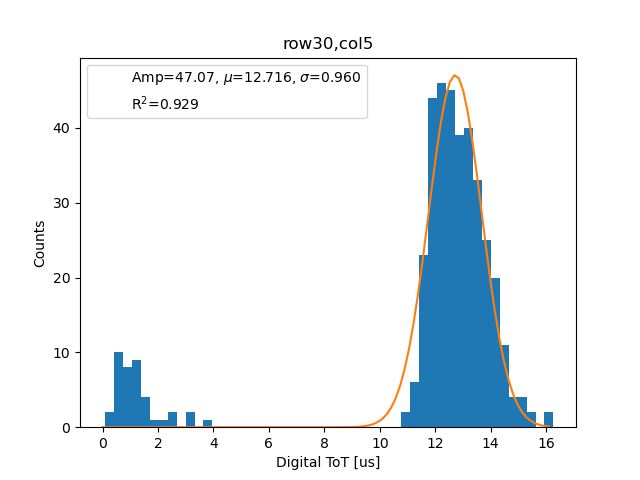 row30,col5
Amp=47.07, μ=12.716, σ=0.960
R²=0.929
Counts
40
30
20
10
0
0 2 4 6 8 10 12 14 16
Digital ToT [us]